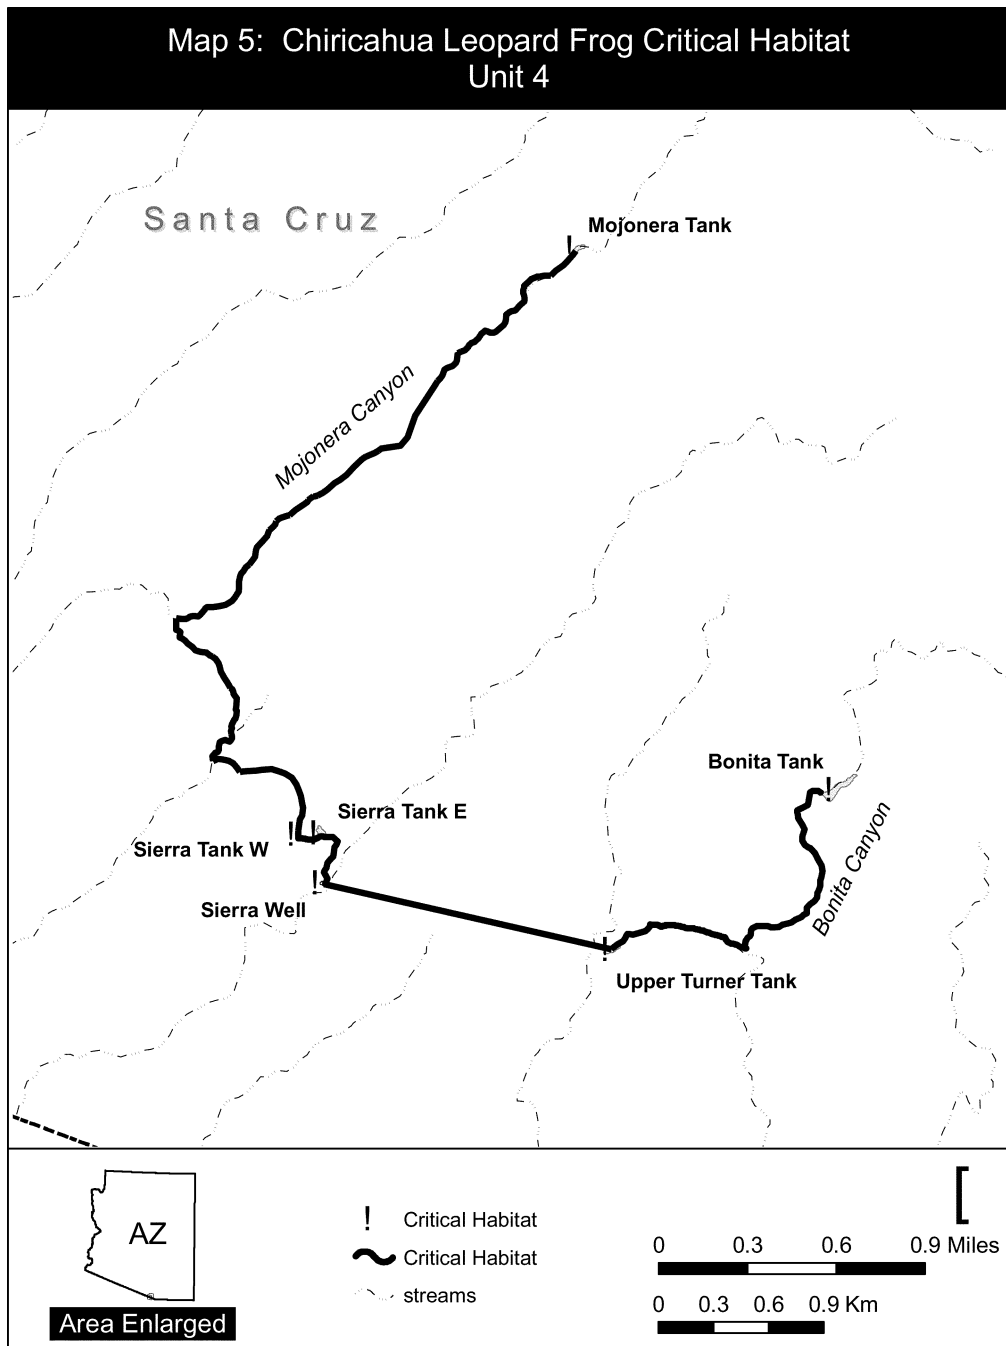 Map 5: Chiricahua Leopard Frog Critical Habitat
Unit 4
Santa Cruz
! Mojonera Tank
Mojonera Canyon
Bonita Tank
!
Sierra Tank E
! !
Sierra Tank W
Bonita Canyon
!
Sierra Well
!
Upper Turner Tank
AZ
Area Enlarged
! Critical Habitat
Critical Habitat
streams
[
0 0.3 0.6 0.9 Miles
0 0.3 0.6 0.9 Km